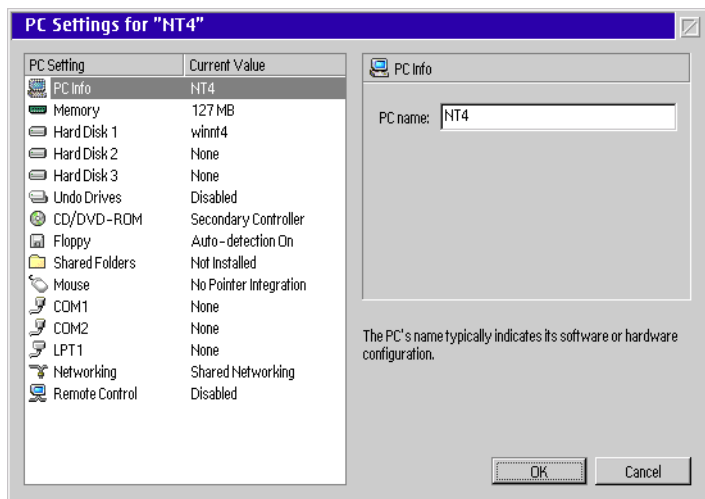 PC Settings for "NT4"
PC Setting Current Value
PC Info NT4
Memory 127 MB
Hard Disk 1 winnt4
Hard Disk 2 None
Hard Disk 3 None
Undo Drives Disabled
CD/DVD-ROM Secondary Controller
Floppy Auto-detection On
Shared Folders Not Installed
Mouse No Pointer Integration
COM1 None
COM2 None
LPT1 None
Networking Shared Networking
Remote Control Disabled
PC Info
PC name: NT4
The PC's name typically indicates its software or hardware
configuration.
OK Cancel